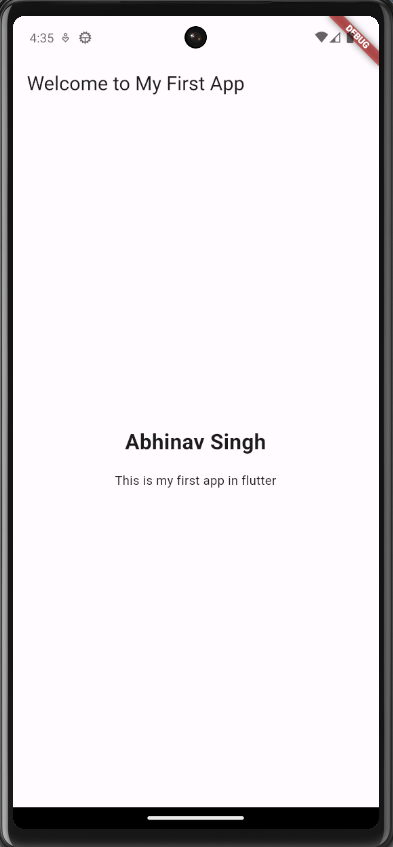 4:35
DEBUG
Welcome to My First App
Abhinav Singh
This is my first app in flutter